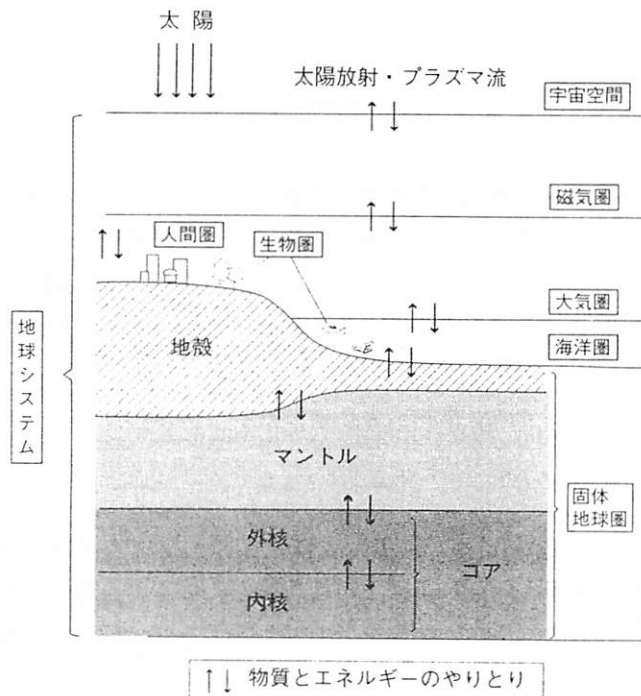 太陽
太陽放射・プラズマ流
宇宙空間
磁気圏
人間圏
生物圏
大気圏
海洋圏
地殻
地球システム
マントル
固体
地球圏
外核
コア
内核
↑↓ 物質とエネルギーのやりとり